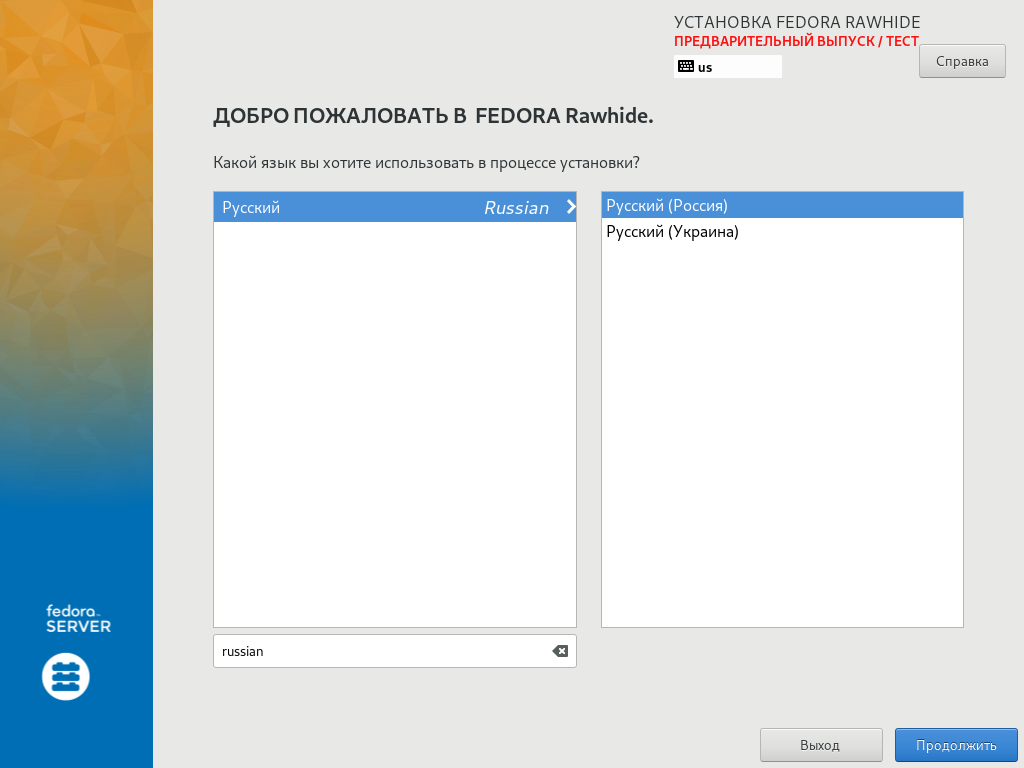 УСТАНОВКА FEDORA RAWHIDE
ПРЕДВАРИТЕЛЬНЫЙ ВЫПУСК / ТЕСТ
us
Справка
ДОБРО ПОЖАЛОВАТЬ В FEDORA Rawhide.
Какой язык вы хотите использовать в процессе установки?
Русский Russian
Русский (Россия)
Русский (Украина)
fedora™
SERVER
russian
Выход
Продолжить